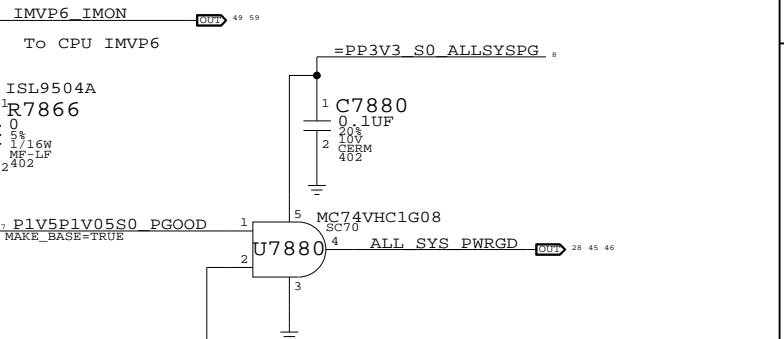 IMVP6_IMON
OUT 49 59
To CPU IMVP6
=PP3V3_S0_ALLSYSPG 8
ISL9504A
1
R7866
0
5%
1/16W
MF-LF
402
2
1
C7880
0.1UF
20%
10V
2
CERM
402
7 P1V5P1V05S0_PGOOD
MAKE_BASE=TRUE
1
5
MC74VHC1G08
SC70
U7880
4
ALL_SYS_PWRGD
OUT 28 45 46
2
3